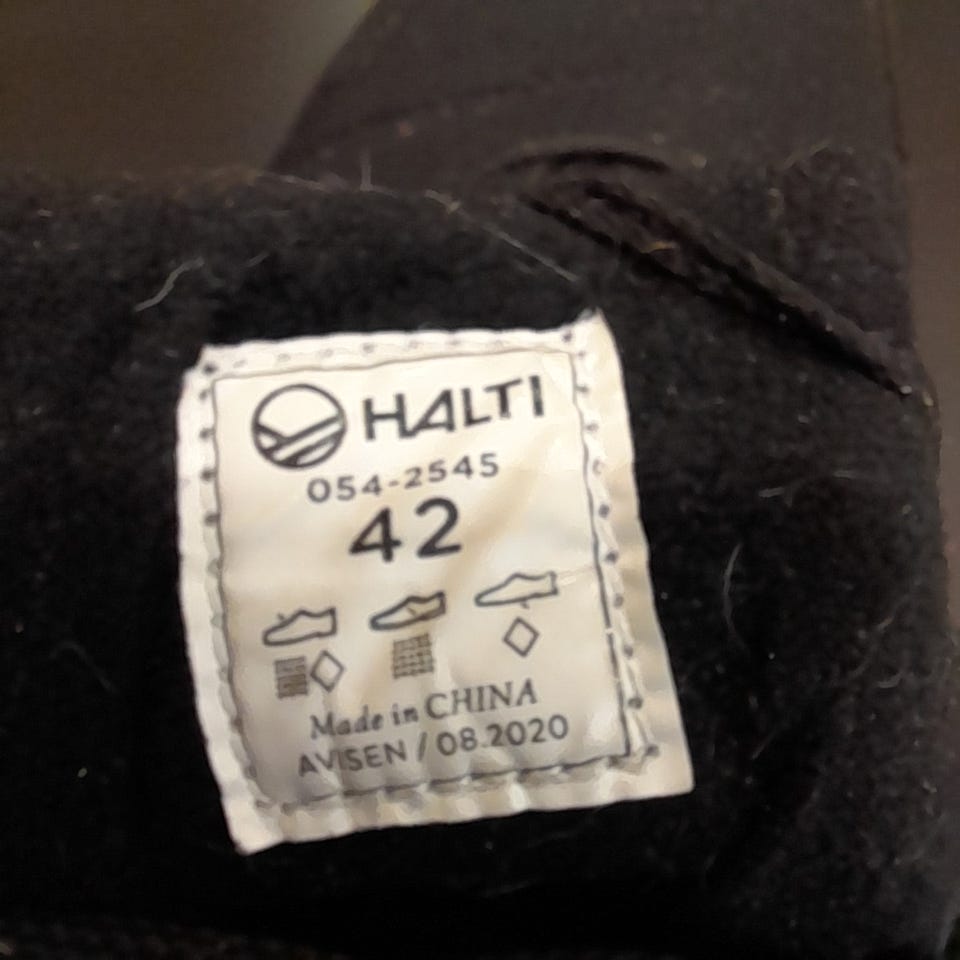 HALTI
054-2545
42
Made in CHINA
AVISEN / 08.2020